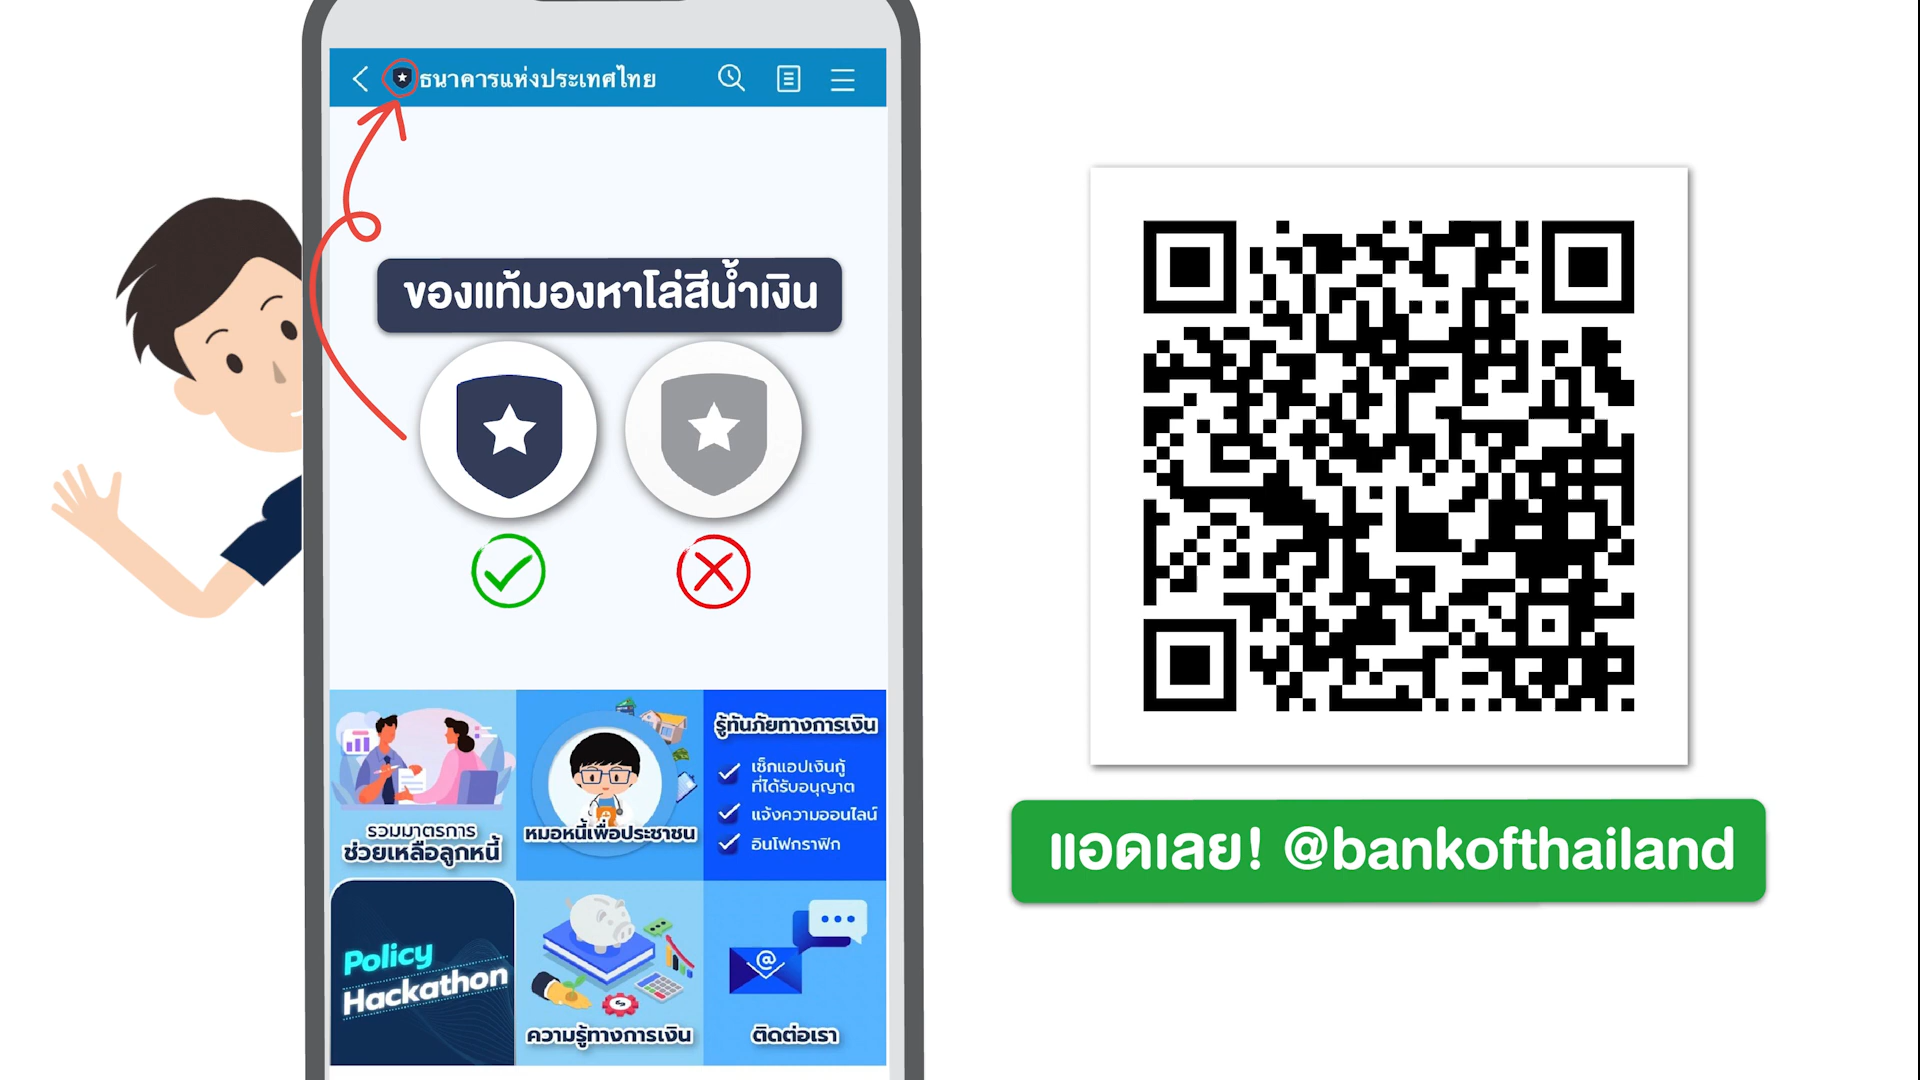 ธนาคารแห่งประเทศไทย
ของแท้มองหาโล่สีน้ำเงิน
รวมมาตรการ
ช่วยเหลือลูกหนี้
หมอหนี้เพื่อประชาชน
รู้ทันภัยทางการเงิน
เช็กแอปเงินกู้
ที่ได้รับอนุญาต
แจ้งความออนไลน์
อินโฟกราฟิก
Policy
Hackathon
ความรู้ทางการเงิน
@
ติดต่อเรา
แอดเลย! @bankofthailand